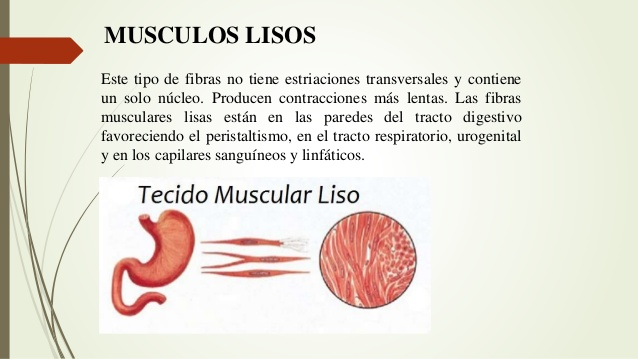 MUSCULOS LISOS
Este tipo de fibras no tiene estriaciones transversales y contiene
un solo núcleo. Producen contracciones más lentas. Las fibras
musculares lisas están en las paredes del tracto digestivo
favoreciendo el peristaltismo, en el tracto respiratorio, urogenital
y en los capilares sanguíneos y linfáticos.
Tecido Muscular Liso